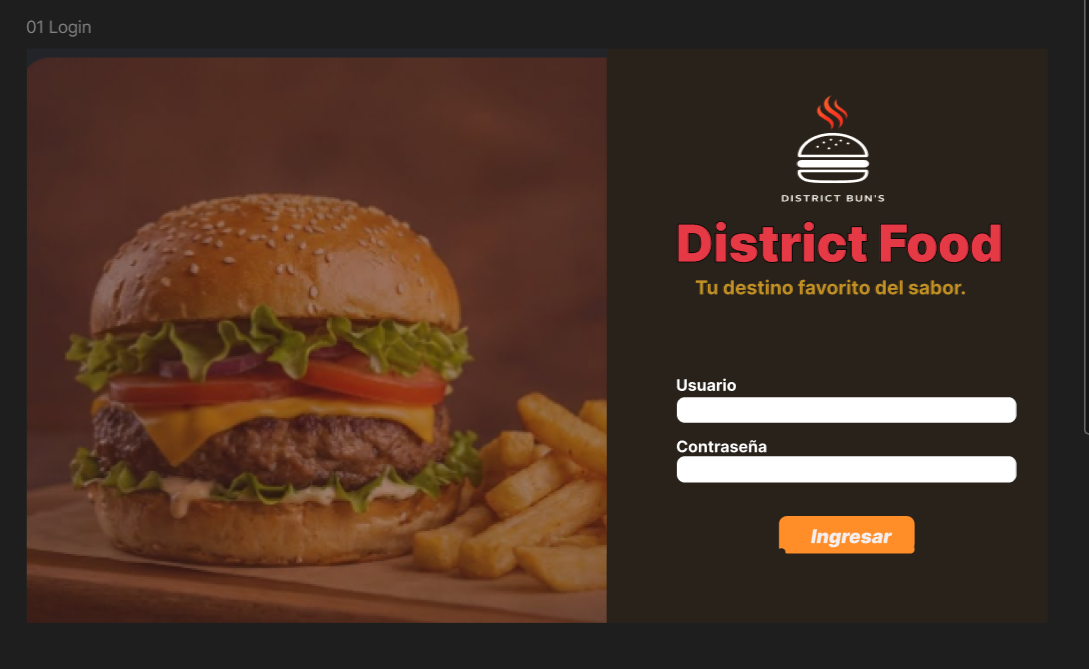 01 Login
DISTRICT BUN'S
District Food
Tu destino favorito del sabor.
Usuario
Contraseña
Ingresar